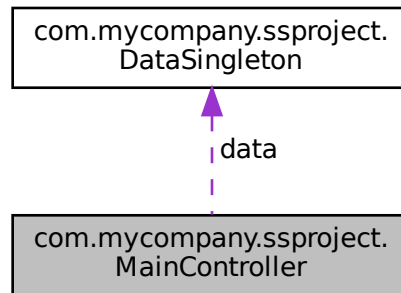 com.mycompany.ssproject.
DataSingleton
data
com.mycompany.ssproject.
MainController